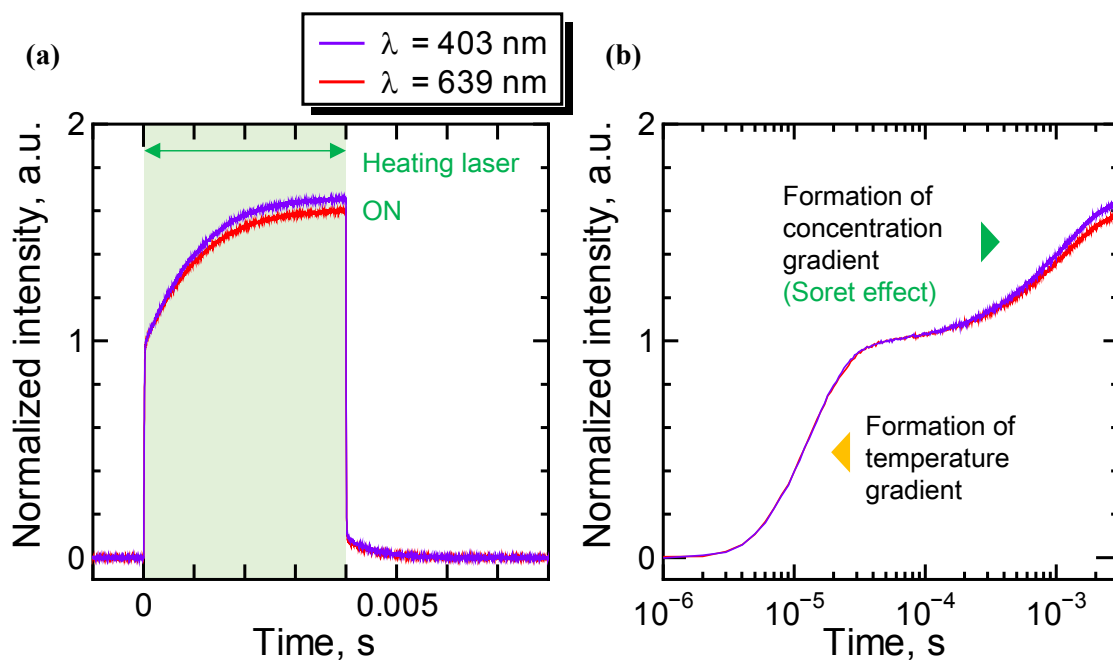 λ = 403 nm
λ = 639 nm
(a)
Normalized intensity, a.u.
2
1
0
Heating laser
ON
0
0.005
Time, s
(b)
Normalized intensity, a.u.
2
1
0
Formation of
concentration
gradient
(Soret effect)
Formation of
temperature
gradient
10⁻⁶
10⁻⁵
10⁻⁴
10⁻³
Time, s